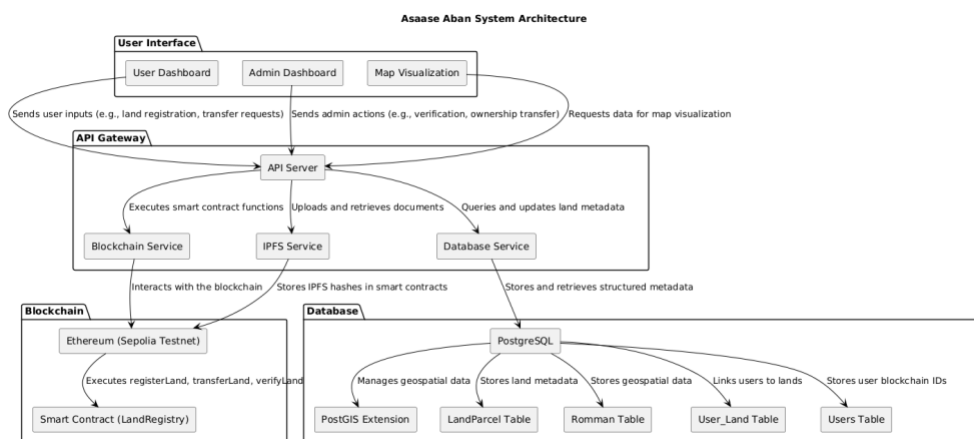 Asaase Aban System Architecture
User Interface
User Dashboard
Admin Dashboard
Map Visualization
Sends user inputs (e.g., land registration, transfer requests)
Sends admin actions (e.g., verification, ownership transfer)
Requests data for map visualization
API Gateway
API Server
Executes smart contract functions
Uploads and retrieves documents
Queries and updates land metadata
Blockchain Service
IPFS Service
Database Service
Interacts with the blockchain
Stores IPFS hashes in smart contracts
Stores and retrieves structured metadata
Blockchain
Database
Ethereum (Sepolia Testnet)
PostgreSQL
Executes registerLand, transferLand, verifyLand
Manages geospatial data
Stores land metadata
Stores geospatial data
Links users to lands
Stores user blockchain IDs
Smart Contract (LandRegistry)
PostGIS Extension
LandParcel Table
Romman Table
User_Land Table
Users Table